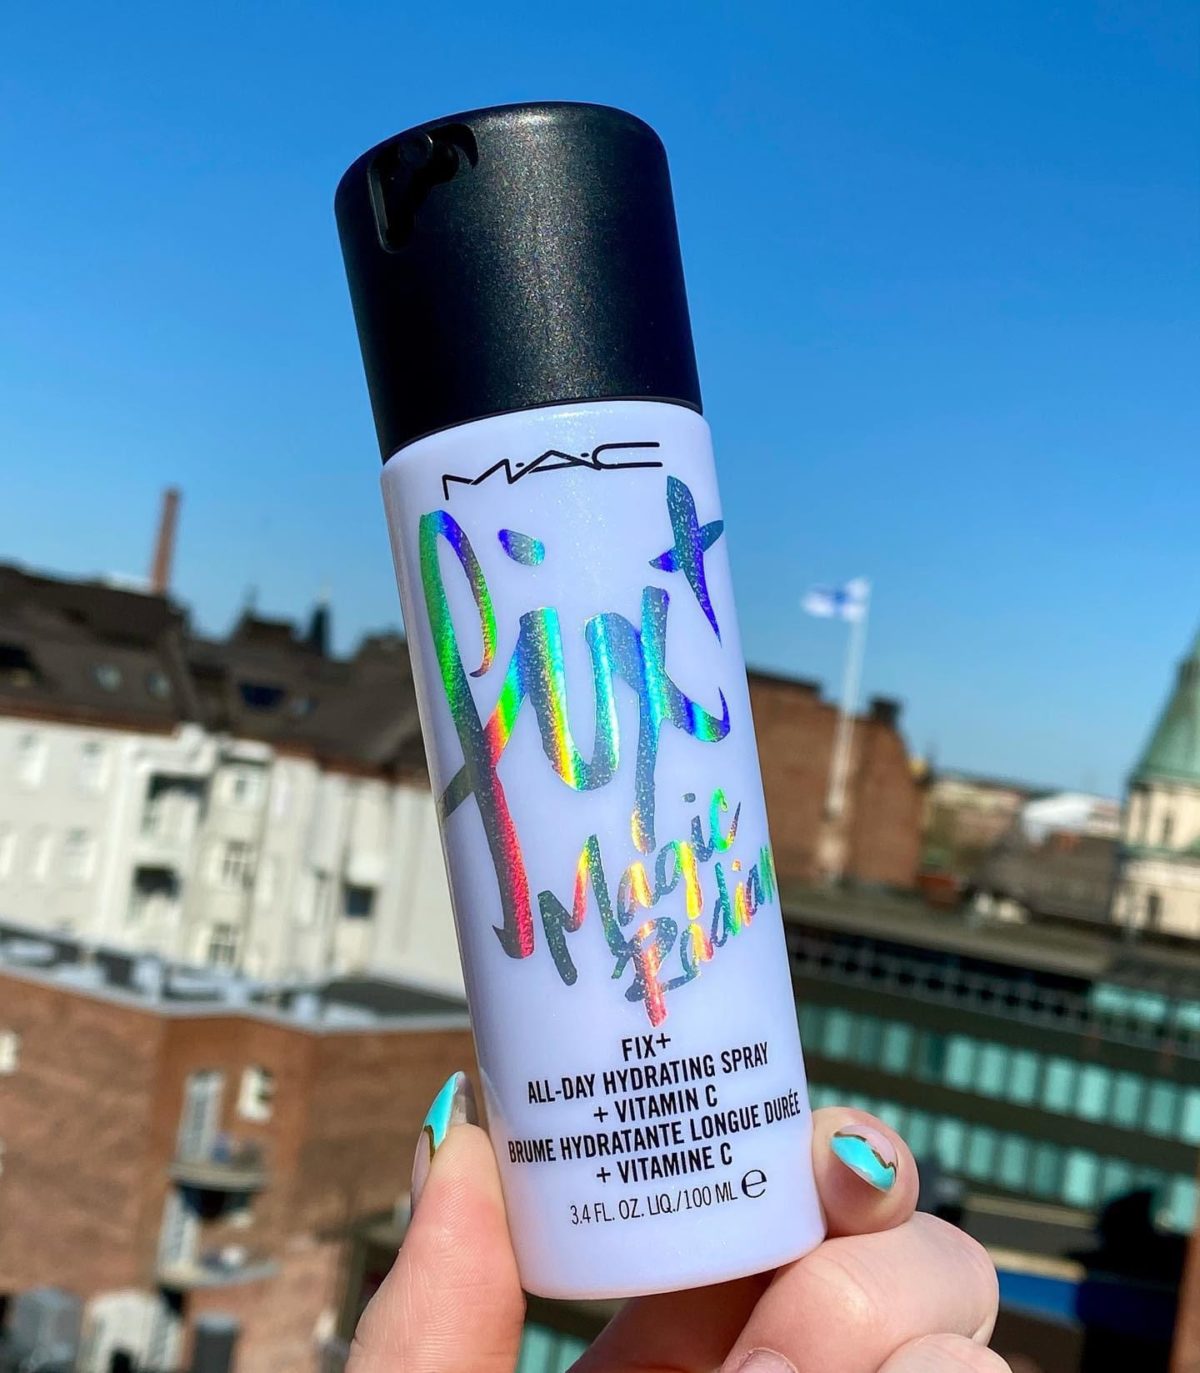 M·A·C
fix+
Magic
Radian
FIX+
ALL-DAY HYDRATING SPRAY
+ VITAMIN C
BRUME HYDRATANTE LONGUE DURÉE
+ VITAMINE C
3.4 FL. OZ. LIQ./100 ML ℮